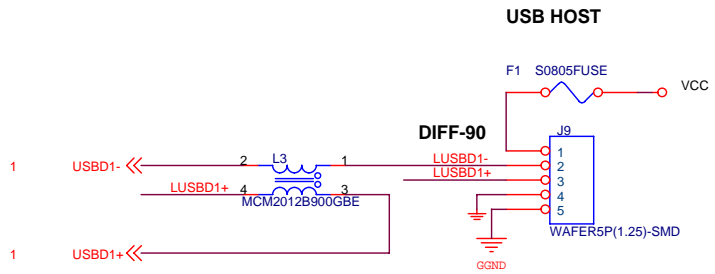 USB HOST
F1 S0805FUSE
VCC
DIFF-90
J9
1 USBD1- 2 L3 1 LUSBD1- 1
2
LUSBD1+ 4 3 LUSBD1+ 3
MCM2012B900GBE 4
5
WAFER5P(1.25)-SMD
1 USBD1+
GGND